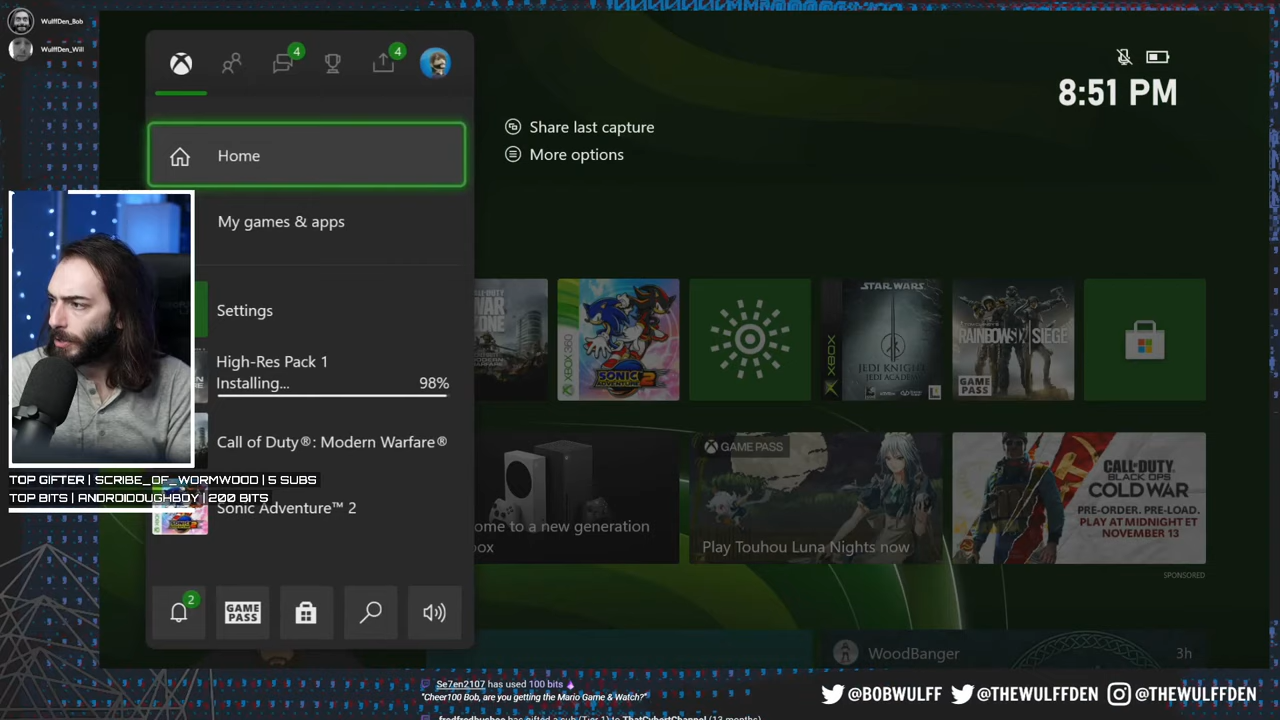 WulffDen_Bob
WulffDen_Will
4
4
8:51 PM
Home
Share last capture
More options
My games & apps
Settings
High-Res Pack 1
Installing...
98%
Call of Duty®: Modern Warfare®
Sonic Adventure™ 2
TOP GIFTER | SCRIBE_OF_WORMWOOD | 5 SUBS
TOP BITS | ANDROIDOUGHBOY | 200 BITS
XBOX 360
SONIC
ADVENTURE 2
XBOX
STAR WARS
JEDI KNIGHT
JEDI ACADEMY
RAINBOW SIX SIEGE
GAME
PASS
ome to a new generation
box
GAME PASS
Play Touhou Luna Nights now
CALL OF DUTY
BLACK OPS
COLD WAR
PRE-ORDER. PRE-LOAD.
PLAY AT MIDNIGHT ET
NOVEMBER 13
SPONSORED
2
GAME
PASS
WoodBanger
3h
Se7en2107 has used 100 bits
"Cheer100 Bob, are you getting the Mario Game & Watch?"
@BOBWULFF
@THEWULFFDEN
@THEWULFFDEN